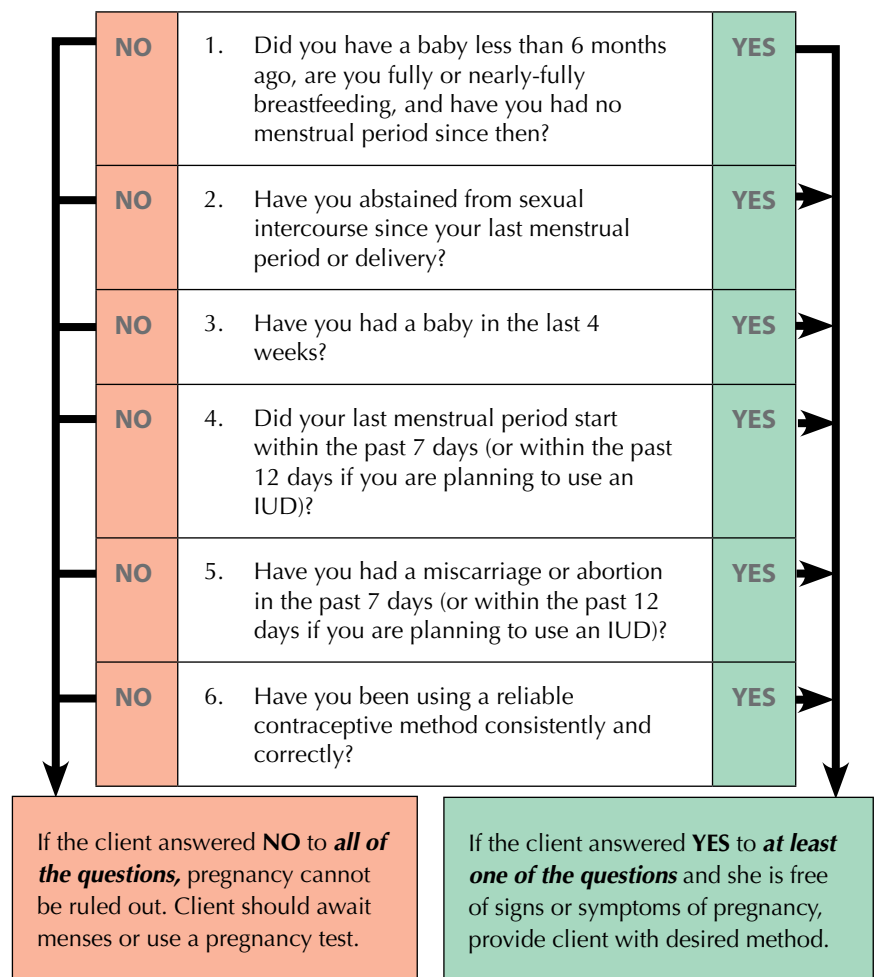 NO 1. Did you have a baby less than 6 months YES
ago, are you fully or nearly-fully
breastfeeding, and have you had no
menstrual period since then?
NO 2. Have you abstained from sexual YES
intercourse since your last menstrual
period or delivery?
NO 3. Have you had a baby in the last 4 YES
weeks?
NO 4. Did your last menstrual period start YES
within the past 7 days (or within the past
12 days if you are planning to use an
IUD)?
NO 5. Have you had a miscarriage or abortion YES
in the past 7 days (or within the past 12
days if you are planning to use an IUD)?
NO 6. Have you been using a reliable YES
contraceptive method consistently and
correctly?
If the client answered NO to all of
the questions, pregnancy cannot
be ruled out. Client should await
menses or use a pregnancy test.
If the client answered YES to at least
one of the questions and she is free
of signs or symptoms of pregnancy,
provide client with desired method.